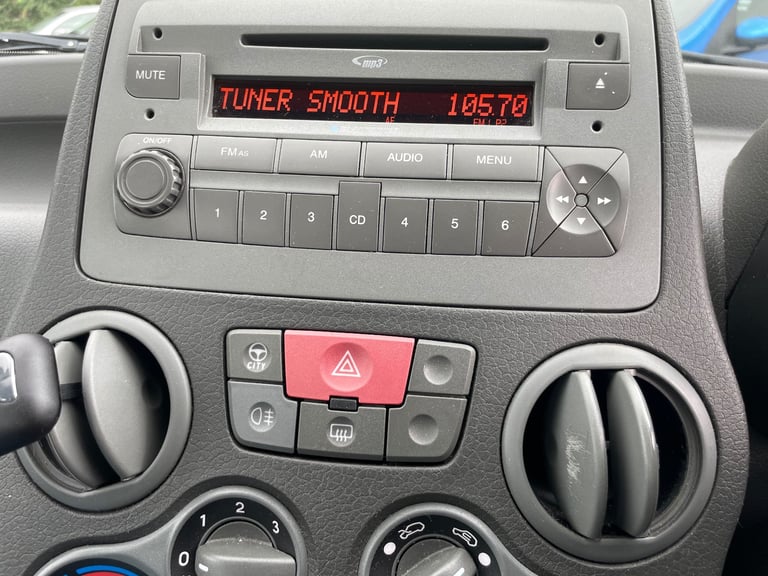 mp3
MUTE
TUNER SMOOTH 105.70
AF FM1 P2
ON/OFF
FM AS AM AUDIO MENU
1 2 3 CD 4 5 6
CITY
0 1 2 3